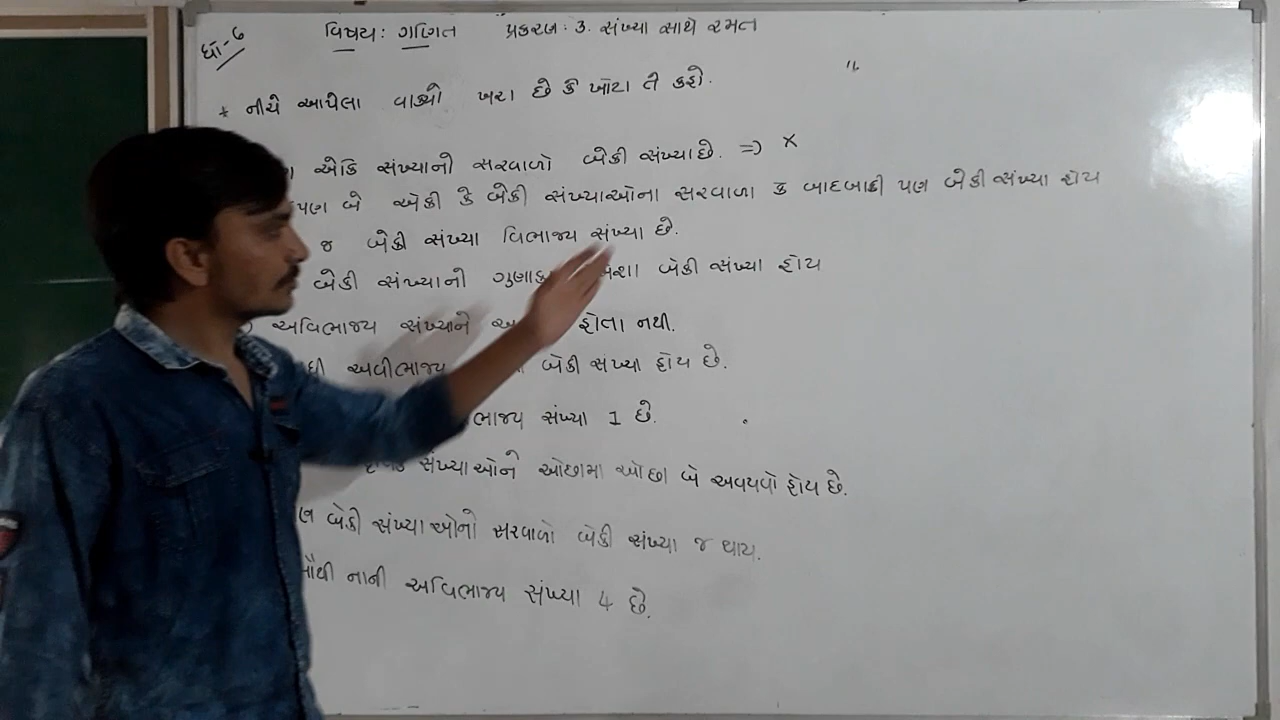 ધો-૬
વિષય: ગણિત પ્રકરણ: 3. સંખ્યા સાથે રમત
* નીચે આપેલા વાક્યો ખરા છે કે ખોટા તે કહો.
એકિ સંખ્યાનો સરવાળો બેકી સંખ્યા છે. => ×
પણ બે એકી કે બેકી સંખ્યાઓના સરવાળા કે બાદબાકી પણ બેકી સંખ્યા હોય
જ બેકી સંખ્યા વિભાજ્ય સંખ્યા છે.
બેકી સંખ્યાનો બેકી સંખ્યા હોય
અવિભાજ્ય સંખ્યાને હોતા નથી.
અવીભાજ્ય બેકી સંખ્યા હોય છે.
સંખ્યા 1 છે.
સંખ્યાઓને ઓછામા ઓછા બે અવયવો હોય છે.
બેકી સંખ્યાઓનો સરવાળો બેકી સંખ્યા જ થાય.
નાની અવિભાજ્ય સંખ્યા 4 છે.